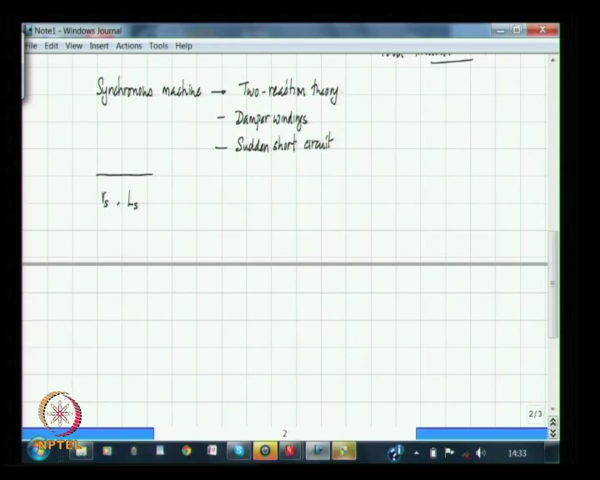 Note1 - Windows Journal
File Edit View Insert Actions Tools Help
Synchronous machine → Two-reaction theory
- Damper windings
- Sudden short circuit
rs, Ls
2/3
2
NPTEL
14:33